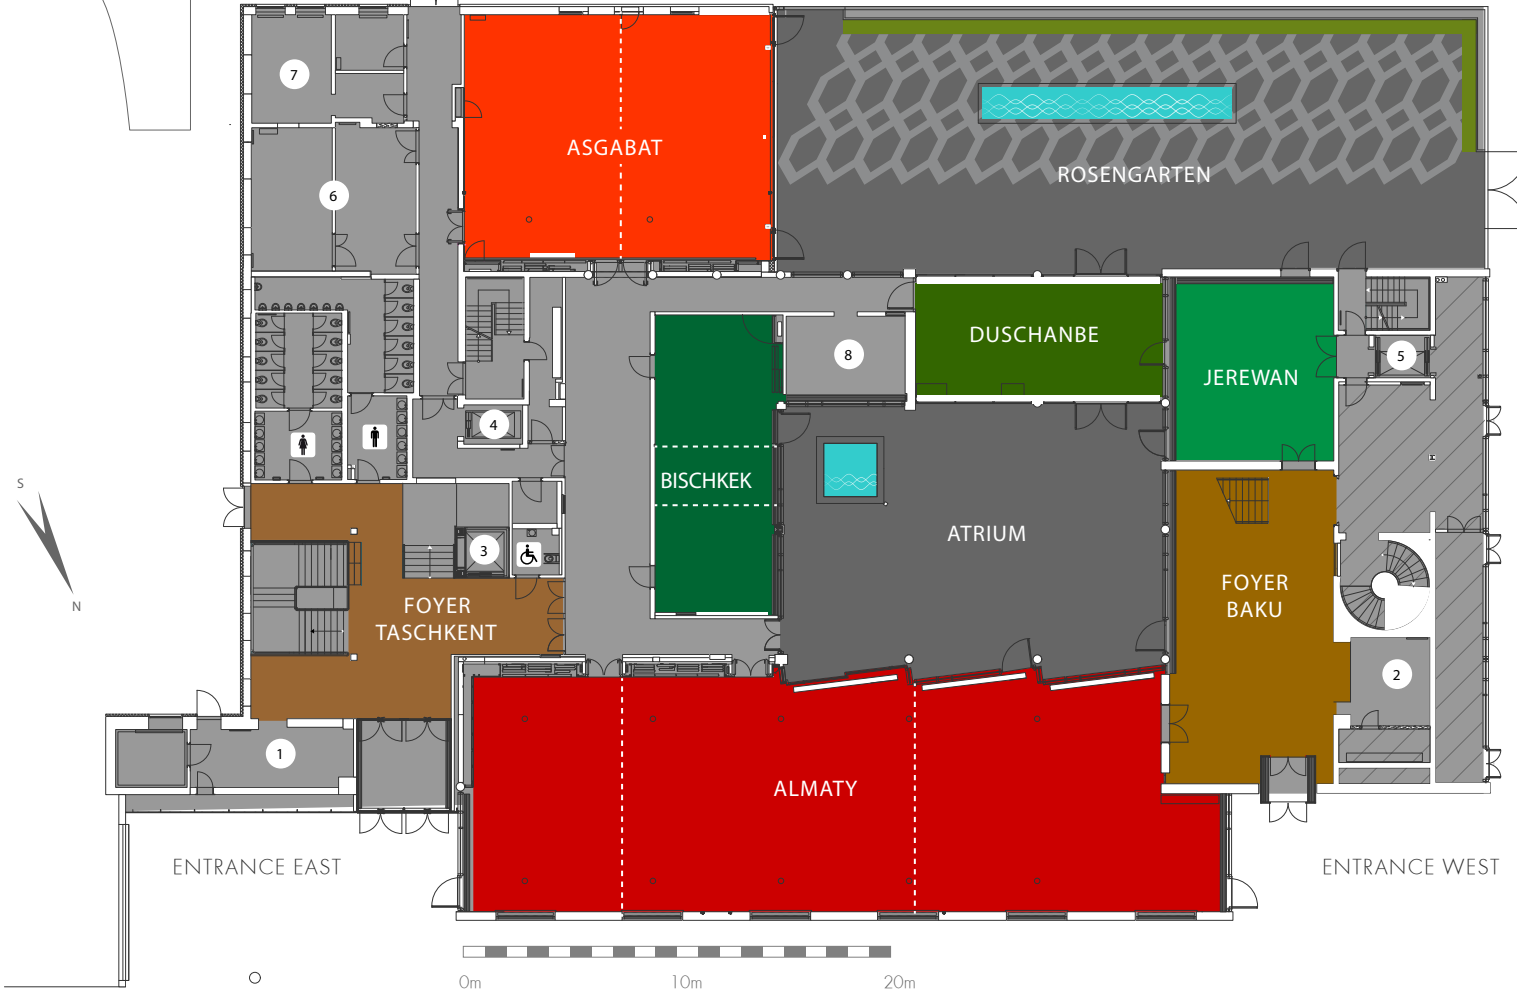 7
ASGABAT
ROSENGARTEN
6
DUSCHANBE
8
5
JEREWAN
4
BISCHKEK
S
N
ATRIUM
3
FOYER
TASCHKENT
FOYER
BAKU
2
1
ALMATY
ENTRANCE EAST
ENTRANCE WEST
0m
10m
20m